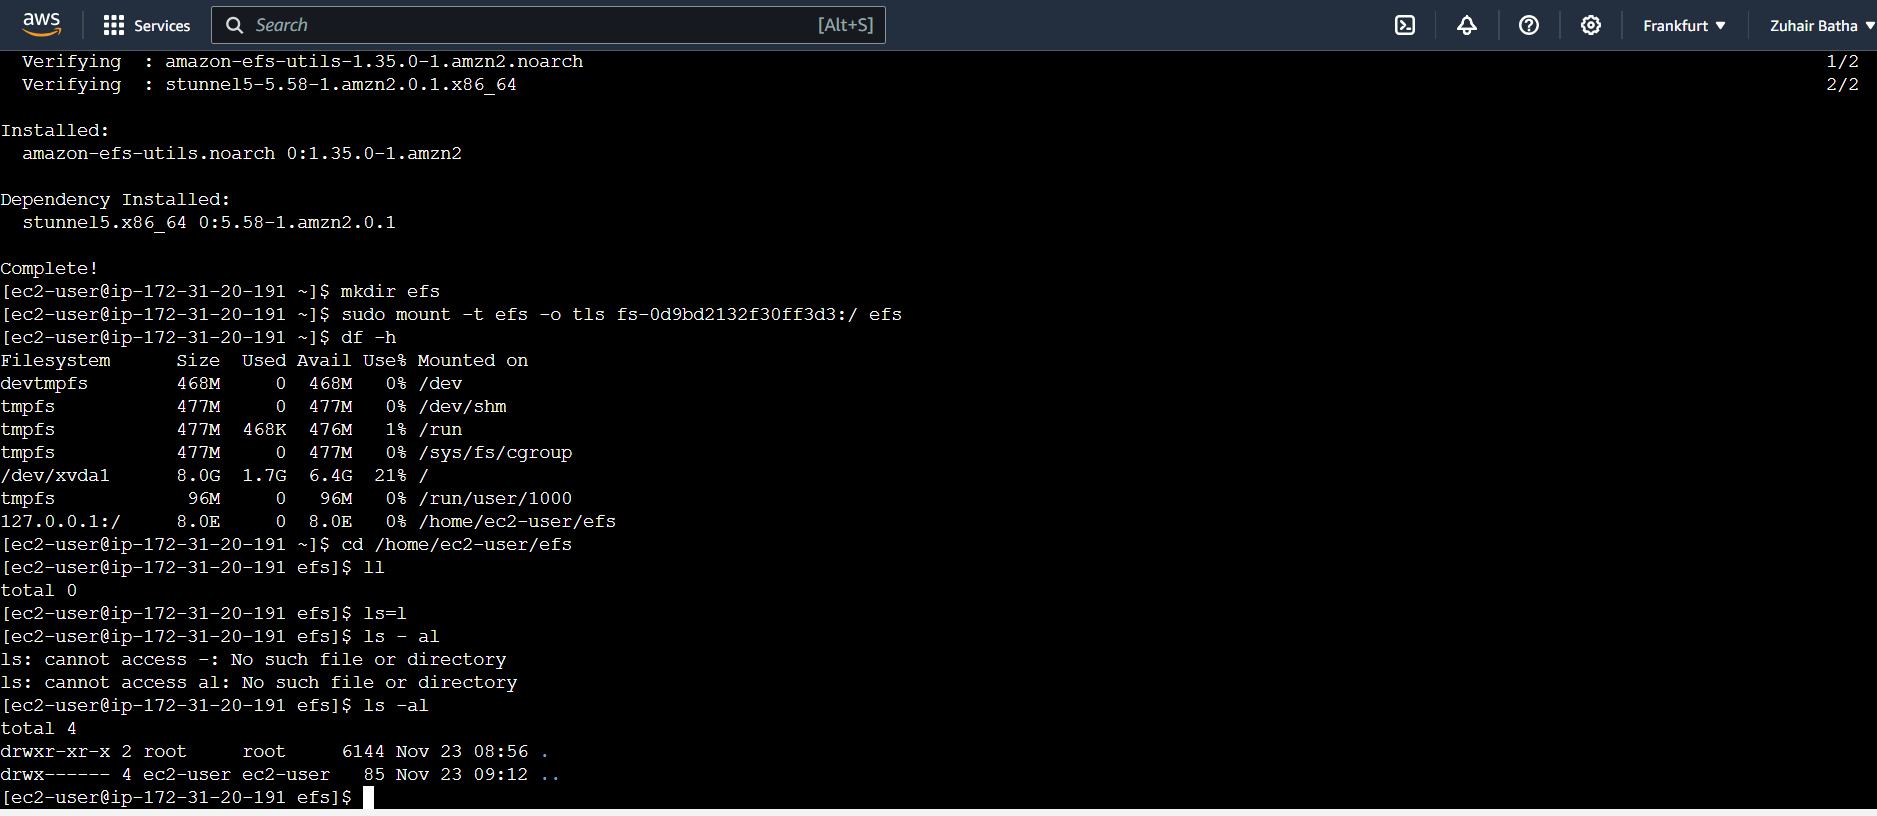 aws Services Search [Alt+S] Frankfurt ▼ Zuhair Batha ▼
  Verifying  : amazon-efs-utils-1.35.0-1.amzn2.noarch 1/2
  Verifying  : stunnel5-5.58-1.amzn2.0.1.x86_64 2/2
Installed:
  amazon-efs-utils.noarch 0:1.35.0-1.amzn2
Dependency Installed:
  stunnel5.x86_64 0:5.58-1.amzn2.0.1
Complete!
[ec2-user@ip-172-31-20-191 ~]$ mkdir efs
[ec2-user@ip-172-31-20-191 ~]$ sudo mount -t efs -o tls fs-0d9bd2132f30ff3d3:/ efs
[ec2-user@ip-172-31-20-191 ~]$ df -h
Filesystem      Size  Used Avail Use% Mounted on
devtmpfs        468M     0  468M   0% /dev
tmpfs           477M     0  477M   0% /dev/shm
tmpfs           477M  468K  476M   1% /run
tmpfs           477M     0  477M   0% /sys/fs/cgroup
/dev/xvda1      8.0G  1.7G  6.4G  21% /
tmpfs            96M     0   96M   0% /run/user/1000
127.0.0.1:/     8.0E     0  8.0E   0% /home/ec2-user/efs
[ec2-user@ip-172-31-20-191 ~]$ cd /home/ec2-user/efs
[ec2-user@ip-172-31-20-191 efs]$ ll
total 0
[ec2-user@ip-172-31-20-191 efs]$ ls=l
[ec2-user@ip-172-31-20-191 efs]$ ls - al
ls: cannot access -: No such file or directory
ls: cannot access al: No such file or directory
[ec2-user@ip-172-31-20-191 efs]$ ls -al
total 4
drwxr-xr-x 2 root     root     6144 Nov 23 08:56 .
drwx------ 4 ec2-user ec2-user   85 Nov 23 09:12 ..
[ec2-user@ip-172-31-20-191 efs]$